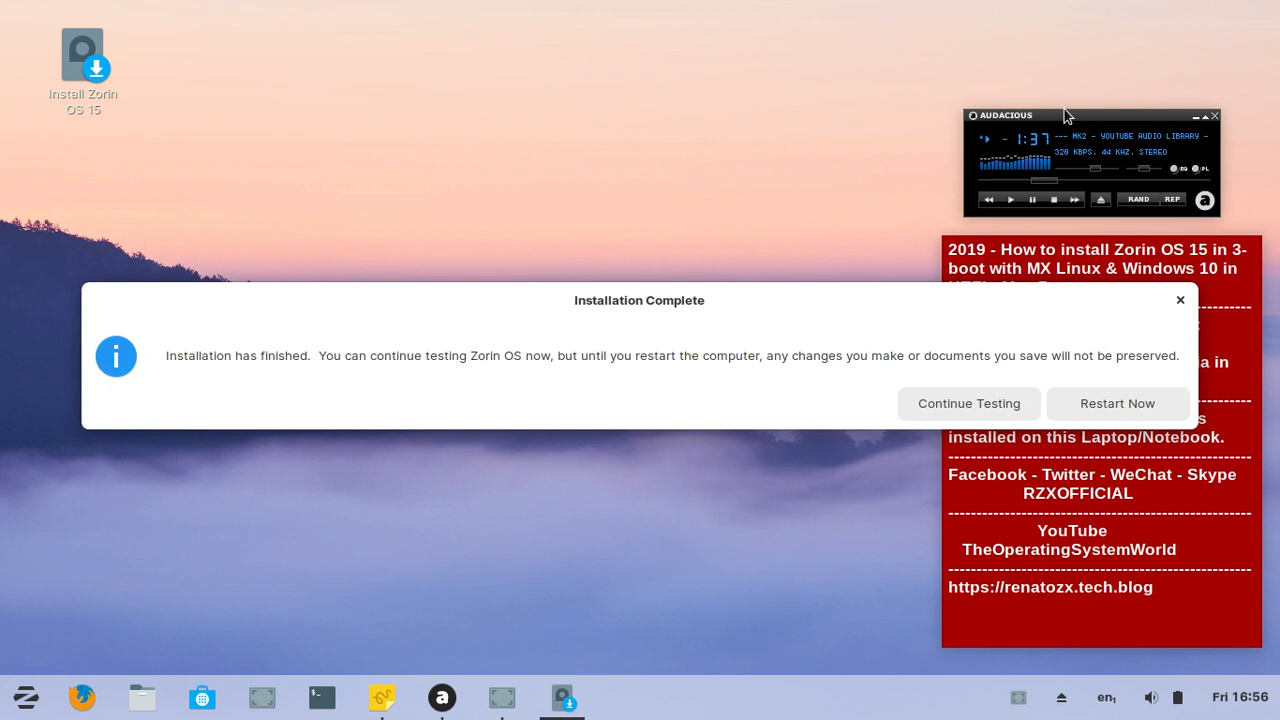 Install Zorin
OS 15
AUDACIOUS
- 1:37
--- MK2 - YOUTUBE AUDIO LIBRARY -
320 KBPS, 44 KHZ, STEREO
EQ
PL
RAND
REP
2019 - How to install Zorin OS 15 in 3-
boot with MX Linux & Windows 10 in
---------------------------------------------------
Installation Complete
Installation has finished.  You can continue testing Zorin OS now, but until you restart the computer, any changes you make or documents you save will not be preserved.
Continue Testing
Restart Now
in
installed on this Laptop/Notebook.
---------------------------------------------------
Facebook - Twitter - WeChat - Skype
RZXOFFICIAL
---------------------------------------------------
YouTube
TheOperatingSystemWorld
---------------------------------------------------
https://renatozx.tech.blog
en₁
Fri 16:56